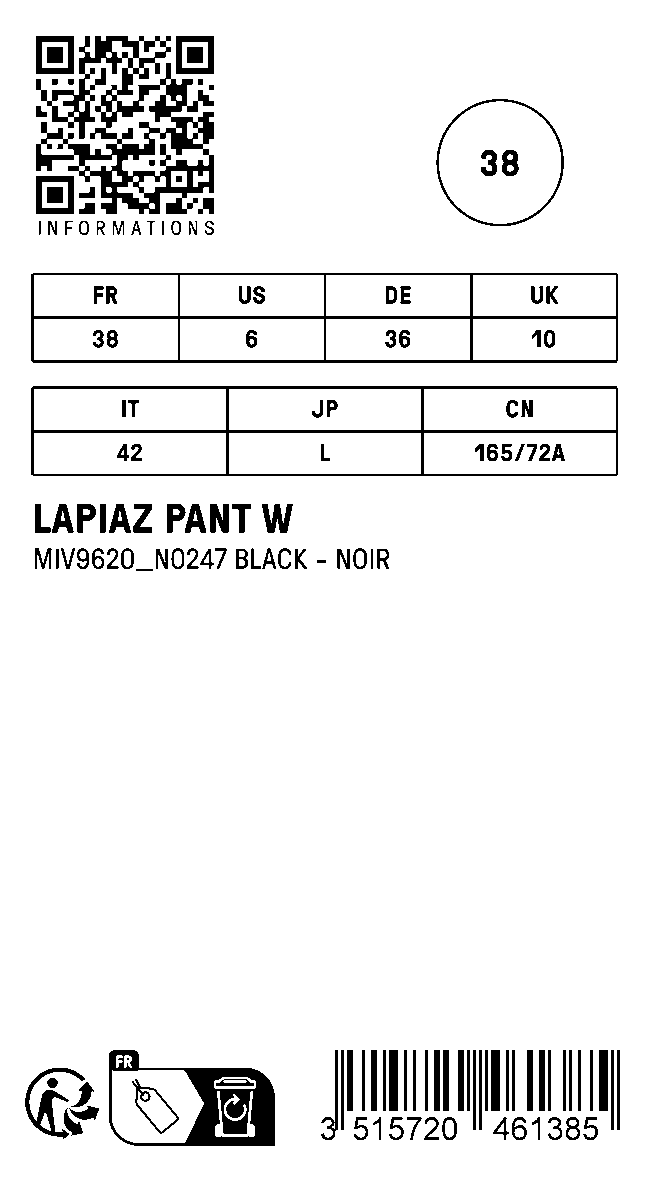 INFORMATIONS
38
FR US DE UK
38 6 36 10
IT JP CN
42 L 165/72A
LAPIAZ PANT W
MIV9620_N0247 BLACK - NOIR
FR
3 515720 461385